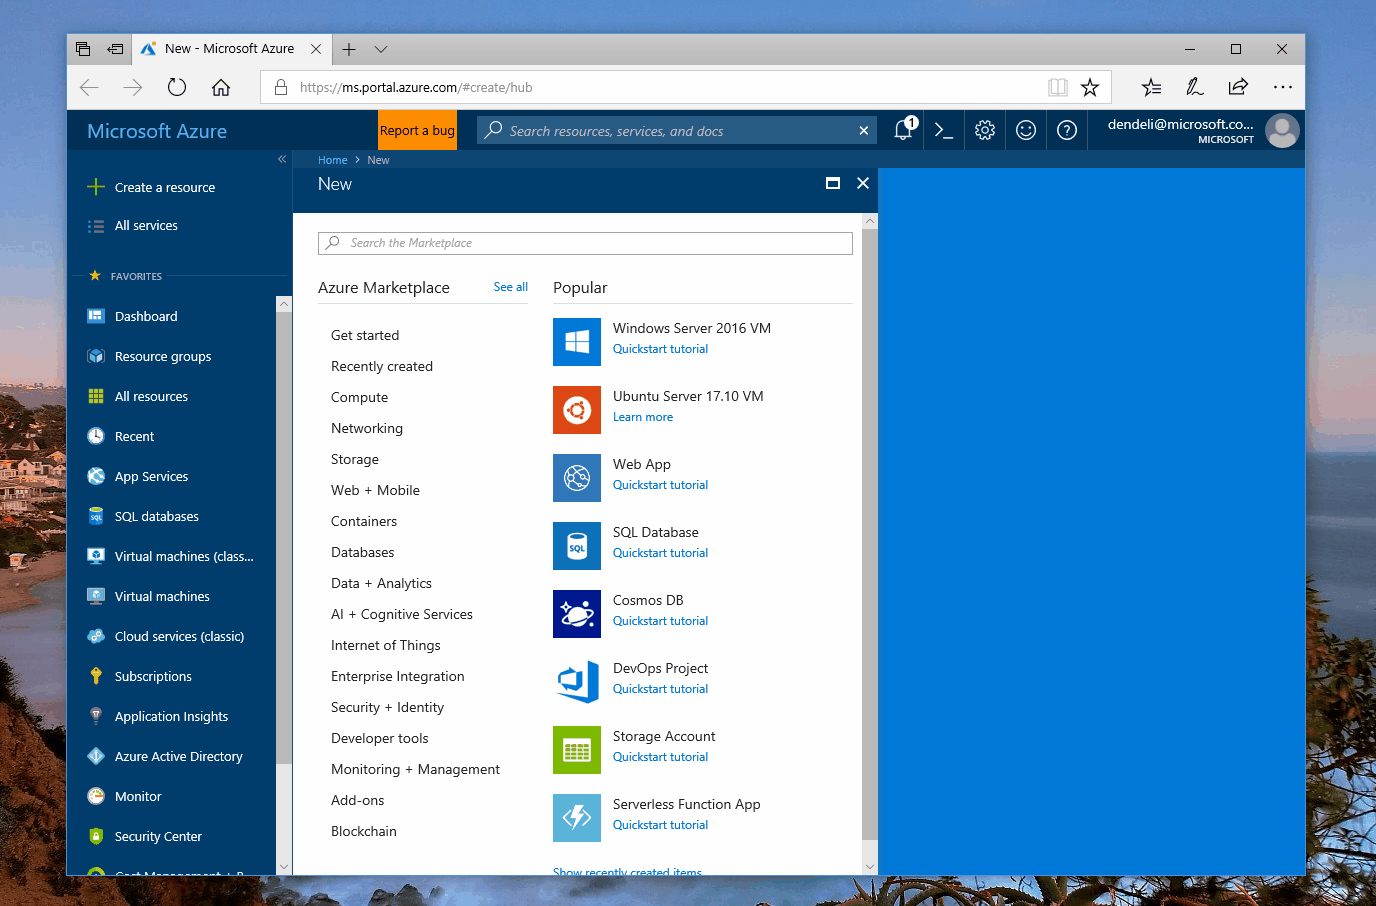 New - Microsoft Azure
https://ms.portal.azure.com/#create/hub
Microsoft Azure
Report a bug
Search resources, services, and docs
1
dendeli@microsoft.co...
MICROSOFT
Home > New
New
Create a resource
All services
FAVORITES
Dashboard
Resource groups
All resources
Recent
App Services
SQL databases
Virtual machines (class...
Virtual machines
Cloud services (classic)
Subscriptions
Application Insights
Azure Active Directory
Monitor
Security Center
Cost Management + B
Search the Marketplace
Azure Marketplace
See all
Get started
Recently created
Compute
Networking
Storage
Web + Mobile
Containers
Databases
Data + Analytics
AI + Cognitive Services
Internet of Things
Enterprise Integration
Security + Identity
Developer tools
Monitoring + Management
Add-ons
Blockchain
Popular
Windows Server 2016 VM
Quickstart tutorial
Ubuntu Server 17.10 VM
Learn more
Web App
Quickstart tutorial
SQL
SQL Database
Quickstart tutorial
Cosmos DB
Quickstart tutorial
DevOps Project
Quickstart tutorial
Storage Account
Quickstart tutorial
Serverless Function App
Quickstart tutorial
Show recently created items